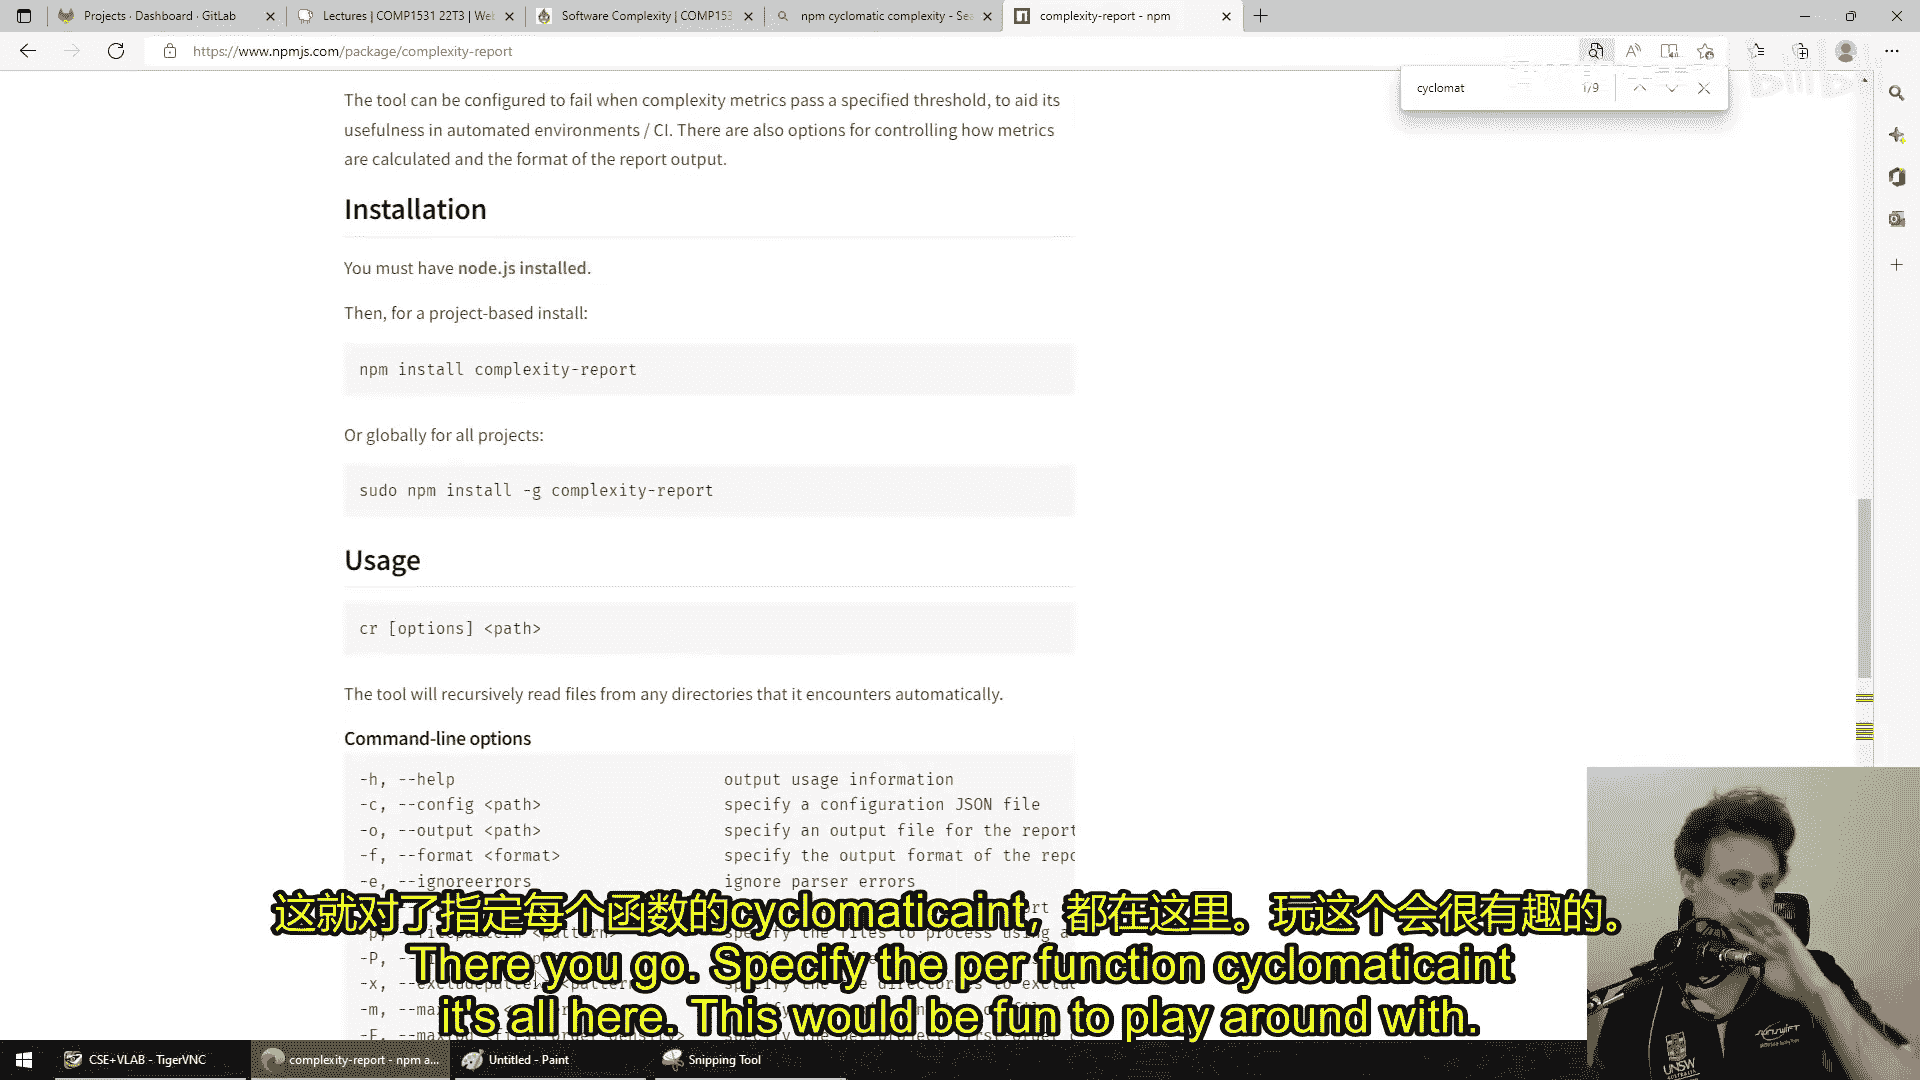 Projects · Dashboard · GitLab
Lectures | COMP1531 22T3 | Web
Software Complexity | COMP153
npm cyclomatic complexity - Sea
complexity-report - npm
https://www.npmjs.com/package/complexity-report
cyclomat
1/9
The tool can be configured to fail when complexity metrics pass a specified threshold, to aid its
usefulness in automated environments / CI. There are also options for controlling how metrics
are calculated and the format of the report output.
Installation
You must have node.js installed.
Then, for a project-based install:
npm install complexity-report
Or globally for all projects:
sudo npm install -g complexity-report
Usage
cr [options] <path>
The tool will recursively read files from any directories that it encounters automatically.
Command-line options
-h, --help output usage information
-c, --config <path> specify a configuration JSON file
-o, --output <path> specify an output file for the report
-f, --format <format> specify the output format of the repo
-e, --ignoreerrors ignore parser errors
这就对了指定每个函数的cyclomaticaint，都在这里。玩这个会很有趣的。
There you go. Specify the per function cyclomaticaint
it's all here. This would be fun to play around with.
UNSW
CSE+VLAB - TigerVNC
complexity-report - npm a...
Untitled - Paint
Snipping Tool